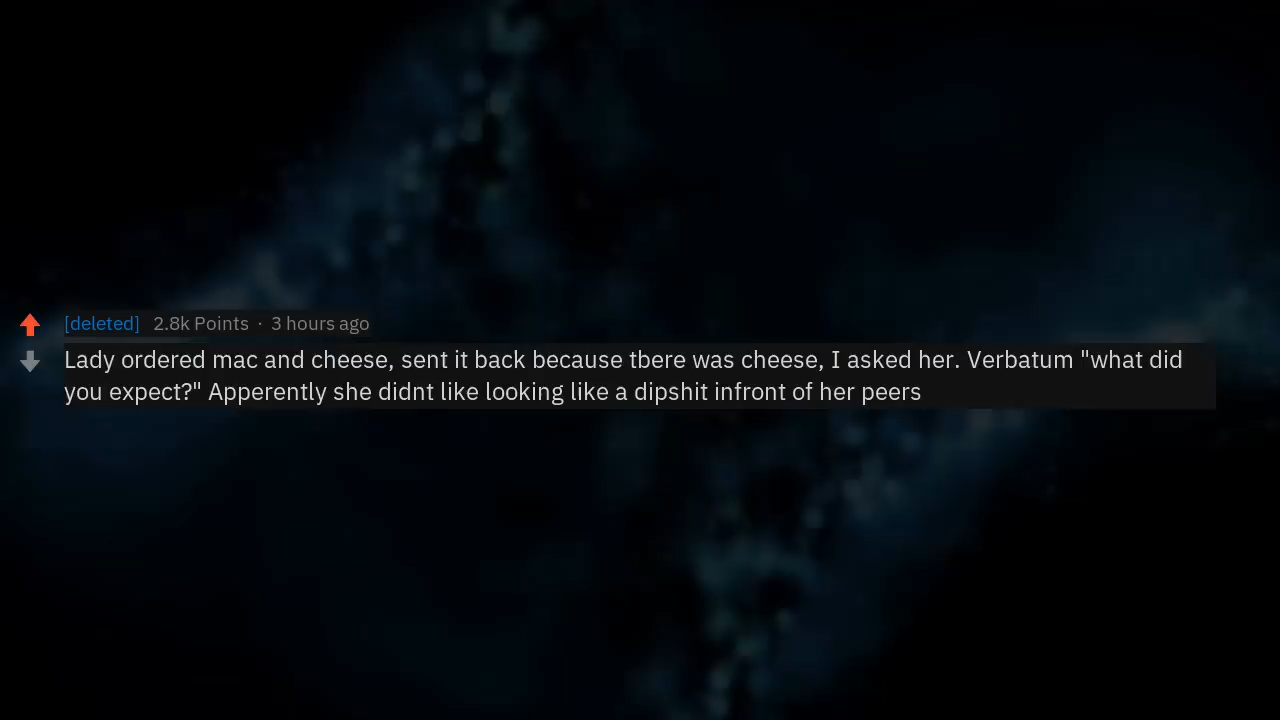 [deleted] 2.8k Points · 3 hours ago
Lady ordered mac and cheese, sent it back because tbere was cheese, I asked her. Verbatum "what did
you expect?" Apperently she didnt like looking like a dipshit infront of her peers